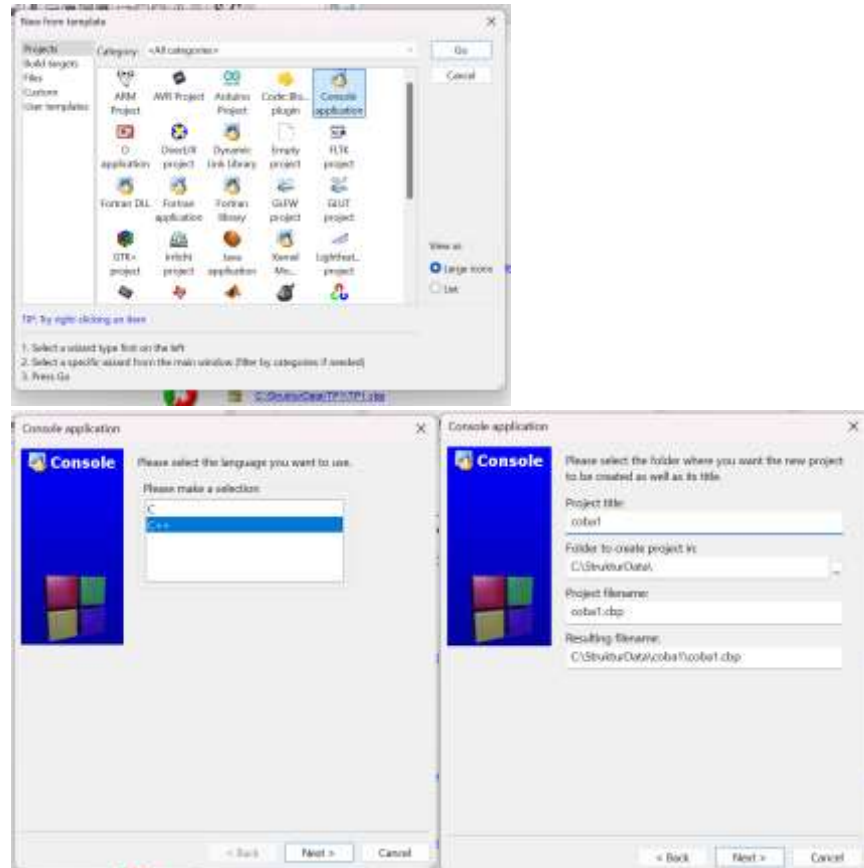 New from template
Projects
Build targets
Files
Custom
User templates
Category: <All categories>
Go
Cancel
ARM Project
AVR Project
Arduino Project
Code::Blo... plugin
Console application
D application
DirectX project
Dynamic Link Library
Empty project
FLTK project
Fortran DLL
Fortran application
Fortran library
GLFW project
GLUT project
GTK+ project
Irrlicht project
Java application
Kernel Mo...
Lightfeat... project
View as
Large icons
List
TIP: Try right-clicking an item
1. Select a wizard type first on the left
2. Select a specific wizard from the main window (filter by categories if needed)
3. Press Go
C:\StrukturData\TP1\TP1.cbp
Console application
Console
Please select the language you want to use.
Please make a selection
C
C++
< Back
Next >
Cancel
Console application
Console
Please select the folder where you want the new project
to be created as well as its title.
Project title:
coba1
Folder to create project in:
C:\StrukturData\
...
Project filename:
coba1.cbp
Resulting filename:
C:\StrukturData\coba1\coba1.cbp
< Back
Next >
Cancel